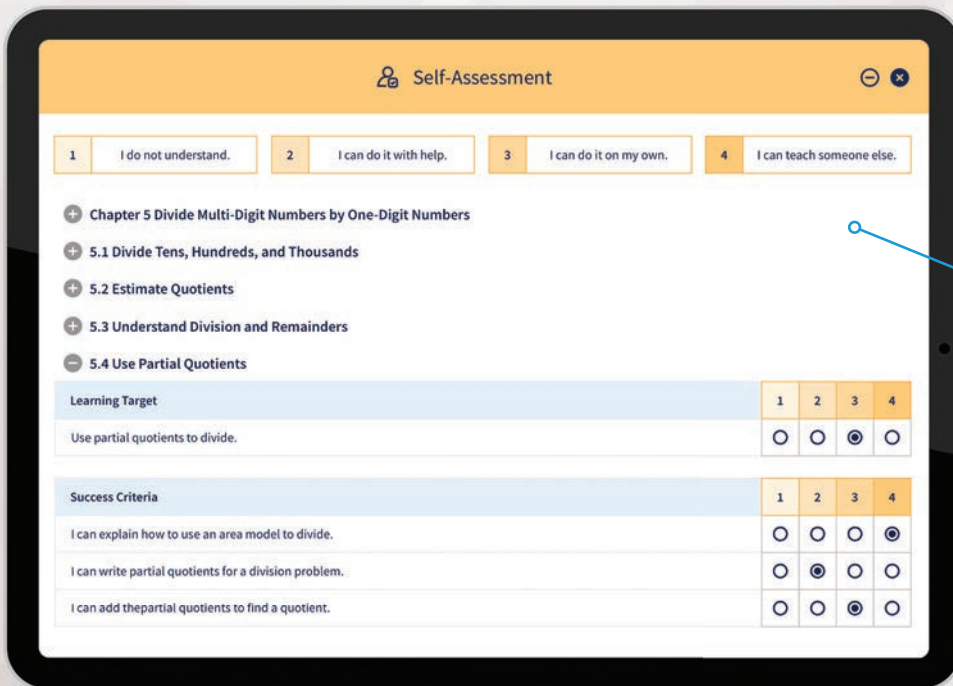 Self-Assessment
1 I do not understand. 2 I can do it with help. 3 I can do it on my own. 4 I can teach someone else.
Chapter 5 Divide Multi-Digit Numbers by One-Digit Numbers
5.1 Divide Tens, Hundreds, and Thousands
5.2 Estimate Quotients
5.3 Understand Division and Remainders
5.4 Use Partial Quotients
Learning Target 1 2 3 4
Use partial quotients to divide.
Success Criteria 1 2 3 4
I can explain how to use an area model to divide.
I can write partial quotients for a division problem.
I can add thepartial quotients to find a quotient.